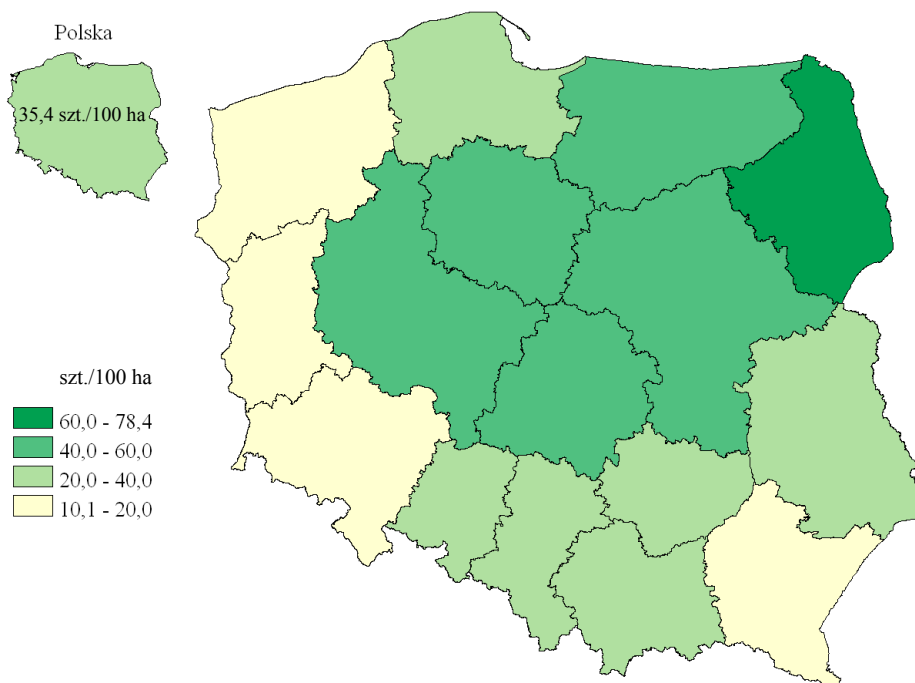 Polska
35,4 szt./100 ha
szt./100 ha
60,0 - 78,4
40,0 - 60,0
20,0 - 40,0
10,1 - 20,0